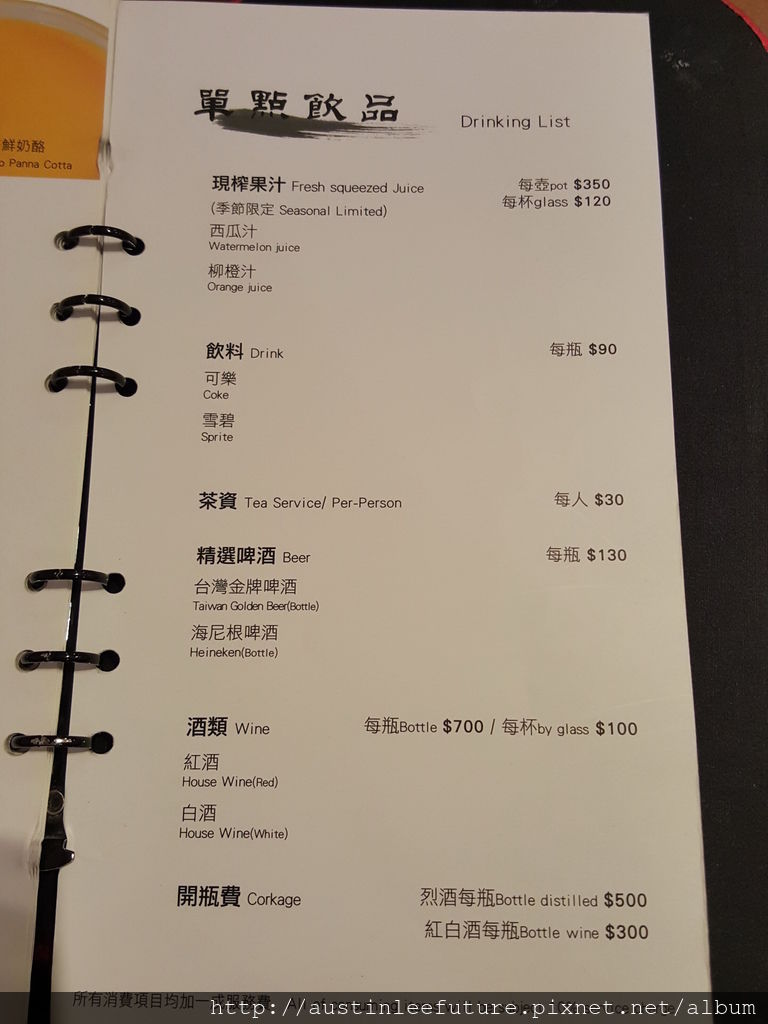 鮮奶酪
Panna Cotta
單點飲品 Drinking List
現榨果汁 Fresh squeezed Juice 每壺pot $350
(季節限定 Seasonal Limited) 每杯glass $120
西瓜汁
Watermelon juice
柳橙汁
Orange juice
飲料 Drink 每瓶 $90
可樂
Coke
雪碧
Sprite
茶資 Tea Service/ Per-Person 每人 $30
精選啤酒 Beer 每瓶 $130
台灣金牌啤酒
Taiwan Golden Beer(Bottle)
海尼根啤酒
Heineken(Bottle)
酒類 Wine 每瓶Bottle $700 / 每杯by glass $100
紅酒
House Wine(Red)
白酒
House Wine(White)
開瓶費 Corkage 烈酒每瓶Bottle distilled $500
紅白酒每瓶Bottle wine $300
所有消費項目均加一成服務費
http://austinleefuture.pixnet.net/album